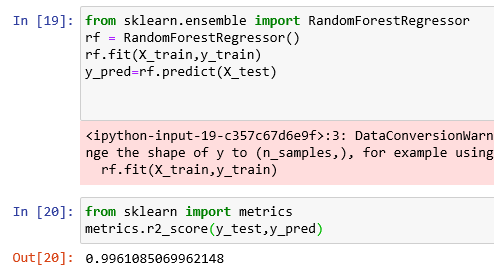 In [19]: from sklearn.ensemble import RandomForestRegressor
rf = RandomForestRegressor()
rf.fit(X_train,y_train)
y_pred=rf.predict(X_test)
<ipython-input-19-c357c67d6e9f>:3: DataConversionWarn
nge the shape of y to (n_samples,), for example using
rf.fit(X_train,y_train)
In [20]: from sklearn import metrics
metrics.r2_score(y_test,y_pred)
Out[20]: 0.9961085069962148